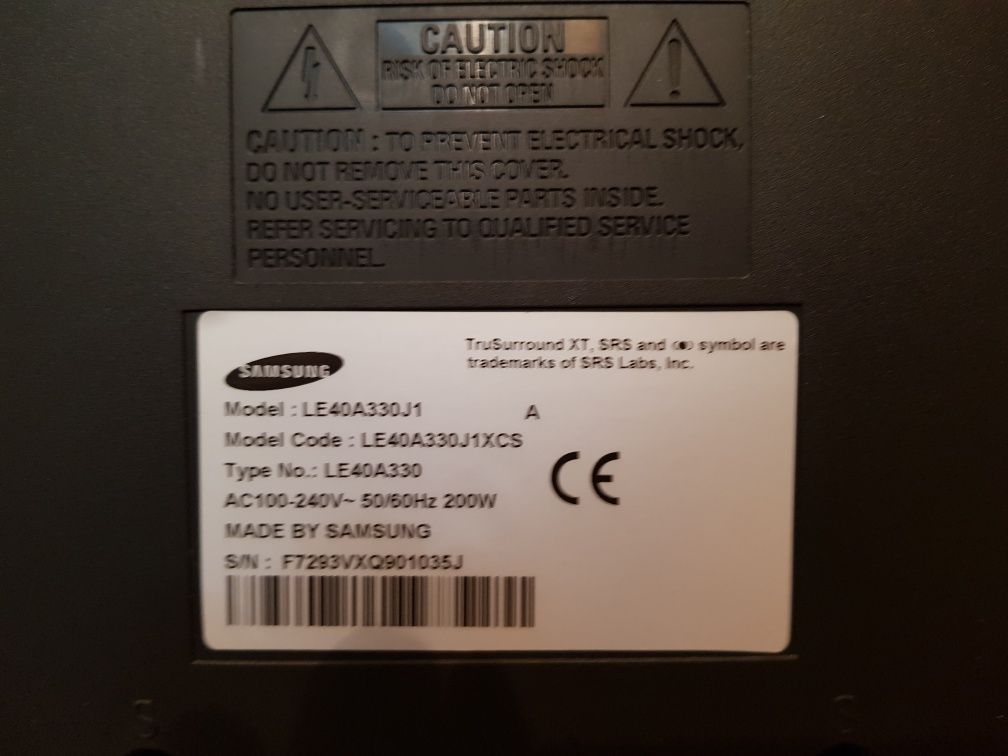 CAUTION
RISK OF ELECTRIC SHOCK
DO NOT OPEN
CAUTION : TO PREVENT ELECTRICAL SHOCK,
DO NOT REMOVE THIS COVER.
NO USER-SERVICEABLE PARTS INSIDE.
REFER SERVICING TO QUALIFIED SERVICE
PERSONNEL.
TruSurround XT, SRS and (●) symbol are
trademarks of SRS Labs, Inc.
SAMSUNG
Model : LE40A330J1 A
Model Code : LE40A330J1XCS
Type No.: LE40A330
CE
AC100-240V~ 50/60Hz 200W
MADE BY SAMSUNG
S/N : F7293VXQ901035J
S S